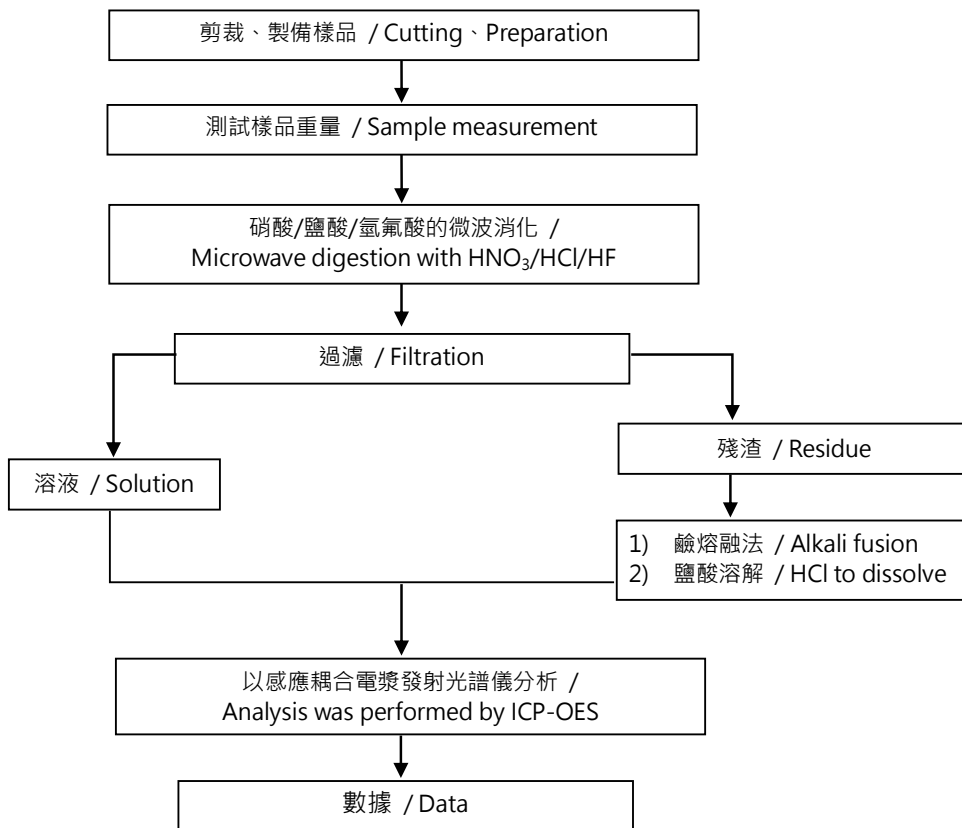 剪裁、製備樣品 / Cutting、Preparation
測試樣品重量 / Sample measurement
硝酸/鹽酸/氫氟酸的微波消化 /
Microwave digestion with HNO₃/HCl/HF
過濾 / Filtration
溶液 / Solution
殘渣 / Residue
1) 鹼熔融法 / Alkali fusion
2) 鹽酸溶解 / HCl to dissolve
以感應耦合電漿發射光譜儀分析 /
Analysis was performed by ICP-OES
數據 / Data